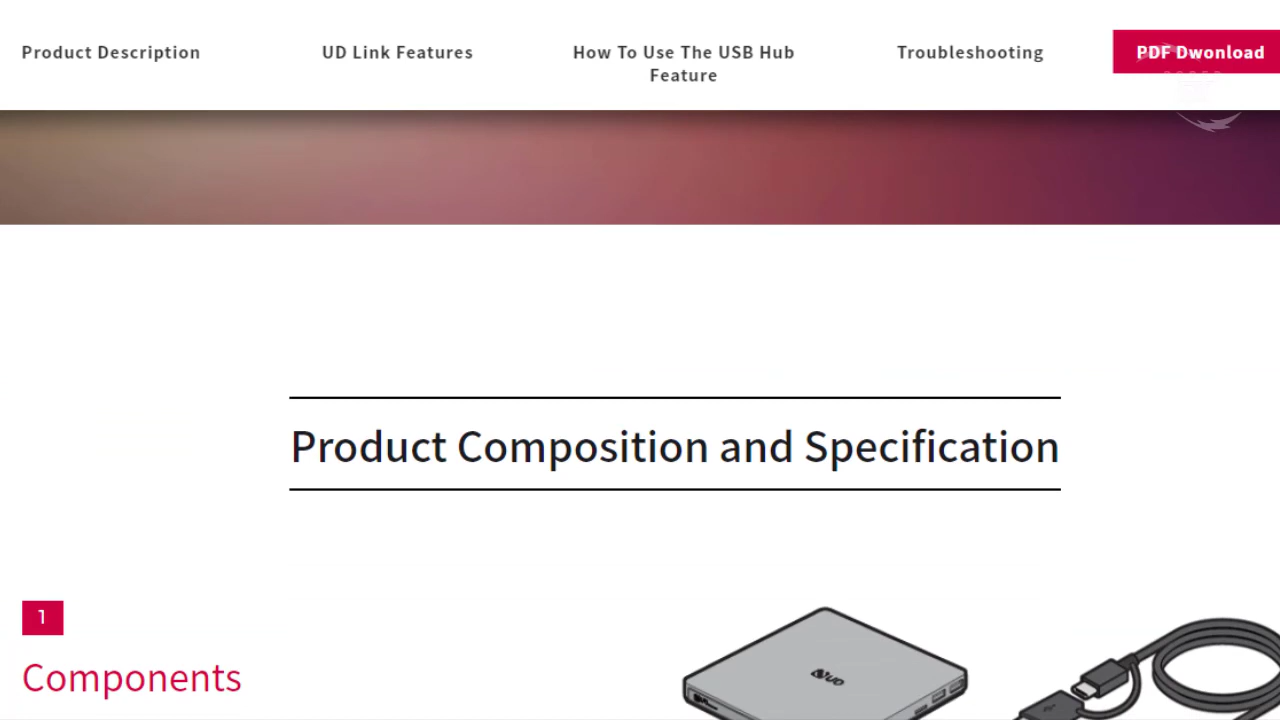 Product Description
UD Link Features
How To Use The USB Hub
Feature
Troubleshooting
PDF Dwonload
Product Composition and Specification
1
Components
UD